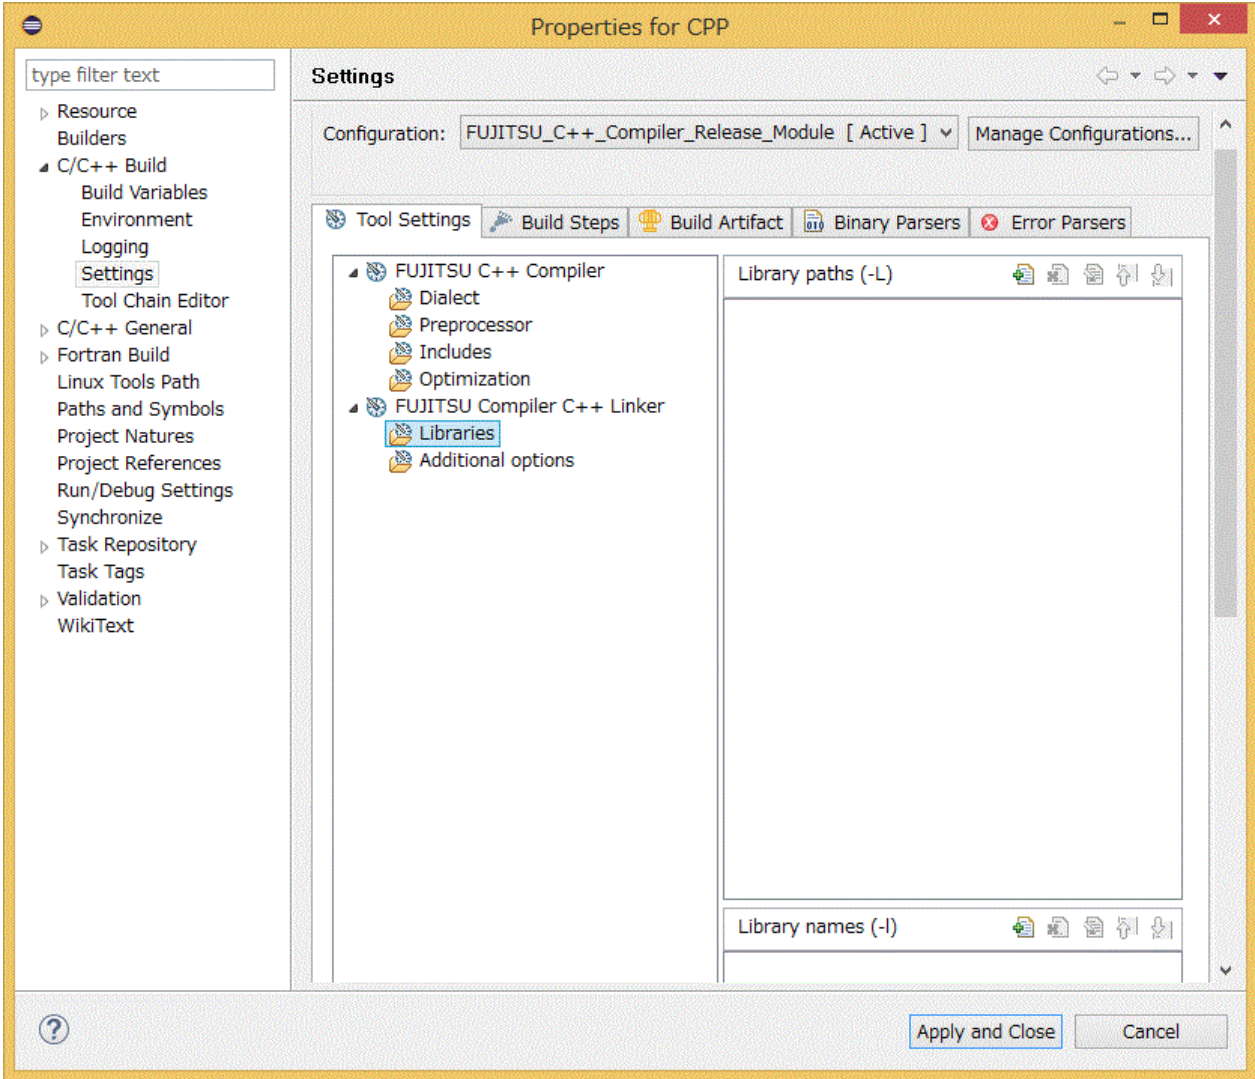 Properties for CPP
type filter text
Resource
Builders
C/C++ Build
Build Variables
Environment
Logging
Settings
Tool Chain Editor
C/C++ General
Fortran Build
Linux Tools Path
Paths and Symbols
Project Natures
Project References
Run/Debug Settings
Synchronize
Task Repository
Task Tags
Validation
WikiText
Settings
Configuration: FUJITSU_C++_Compiler_Release_Module [ Active ] Manage Configurations...
Tool Settings Build Steps Build Artifact Binary Parsers Error Parsers
FUJITSU C++ Compiler
Dialect
Preprocessor
Includes
Optimization
FUJITSU Compiler C++ Linker
Libraries
Additional options
Library paths (-L)
Library names (-l)
Apply and Close Cancel